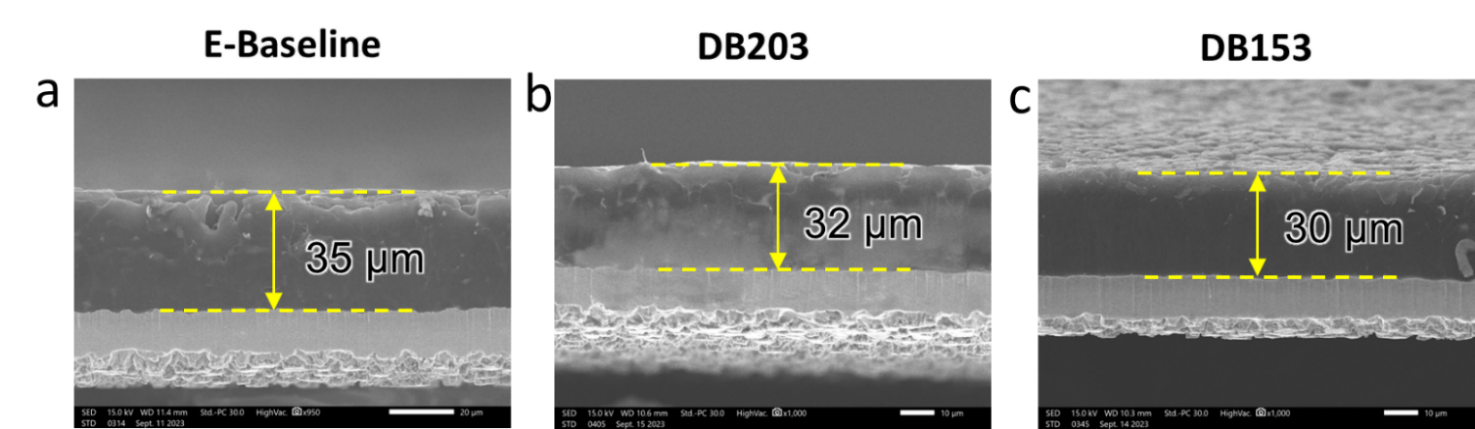 E-Baseline
DB203
DB153
a
b
c
35 µm
32 µm
30 µm
SED 15.0 kV WD 11.4 mm Std.-PC 30.0 HighVac. x950 20 µm
STD 0314 Sept. 11 2023
SED 15.0 kV WD 10.6 mm Std.-PC 30.0 HighVac. x1,000 10 µm
STD 0405 Sept. 15 2023
SED 15.0 kV WD 10.3 mm Std.-PC 30.0 HighVac. x1,000 10 µm
STD 0345 Sept. 14 2023